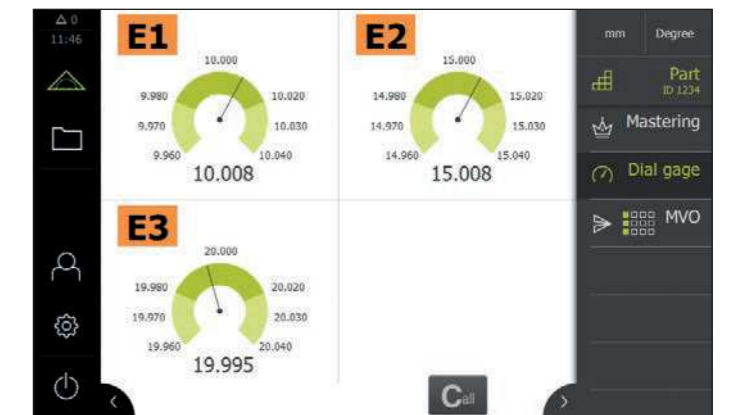 △ 0
11:46
E1
10.000
9.980
10.020
9.970
10.030
9.960
10.040
10.008
E2
15.000
14.980
15.020
14.970
15.030
14.960
15.040
15.008
E3
20.000
19.980
20.020
19.970
20.030
19.960
20.040
19.995
Call
mm
Degree
Part
ID 1234
Mastering
Dial gage
MVO